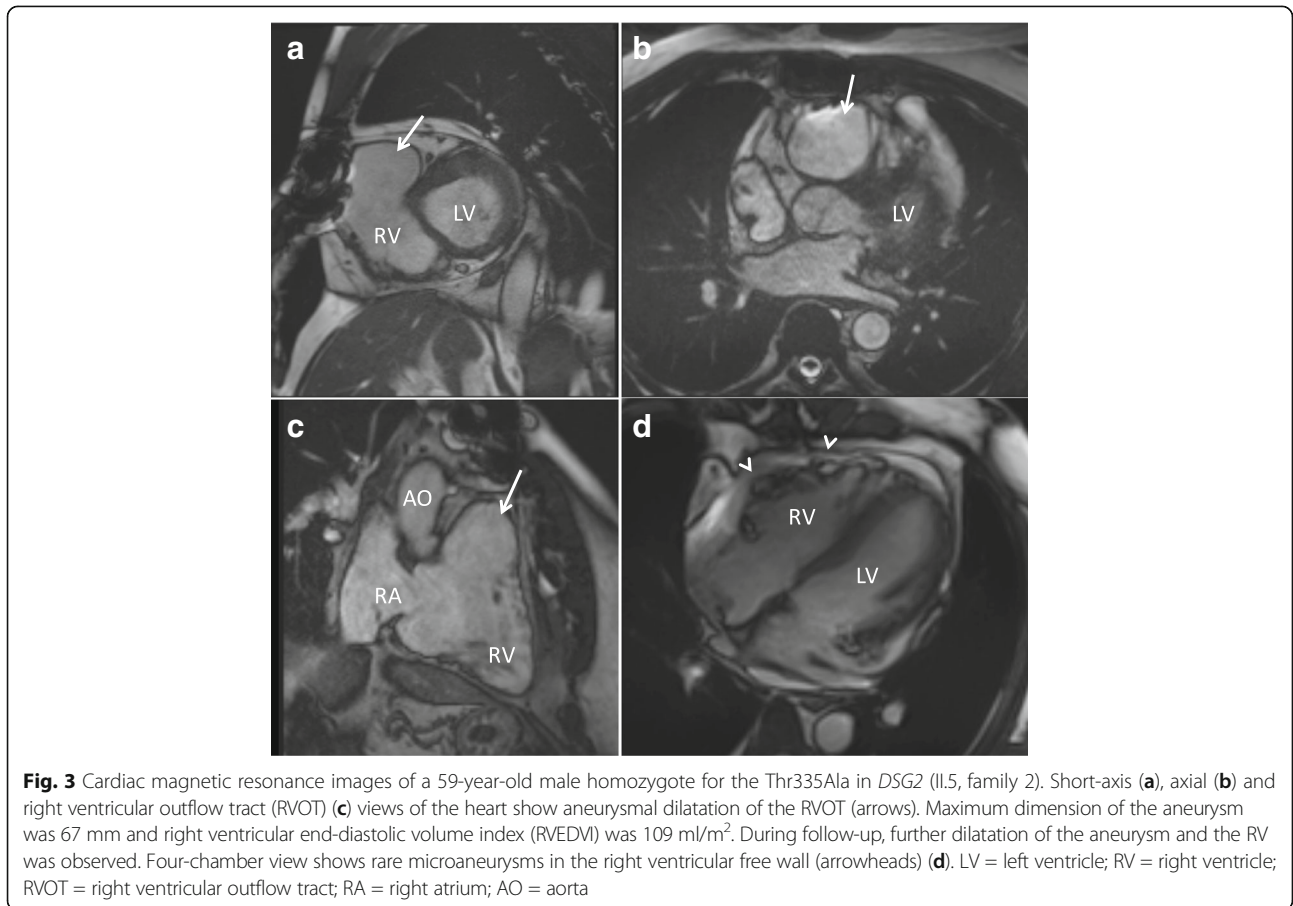 a
b
LV
RV
LV
c
d
AO
RV
RA
LV
RV
Fig. 3 Cardiac magnetic resonance images of a 59-year-old male homozygote for the Thr335Ala in DSG2 (II.5, family 2). Short-axis (a), axial (b) and
right ventricular outflow tract (RVOT) (c) views of the heart show aneurysmal dilatation of the RVOT (arrows). Maximum dimension of the aneurysm
was 67 mm and right ventricular end-diastolic volume index (RVEDVI) was 109 ml/m². During follow-up, further dilatation of the aneurysm and the RV
was observed. Four-chamber view shows rare microaneurysms in the right ventricular free wall (arrowheads) (d). LV = left ventricle; RV = right ventricle;
RVOT = right ventricular outflow tract; RA = right atrium; AO = aorta